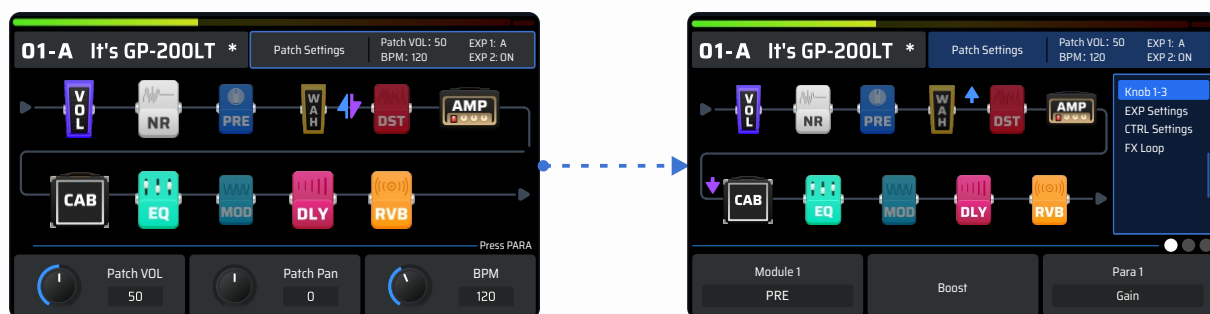 01-A It's GP-200LT *
Patch Settings
Patch VOL: 50
BPM: 120
EXP 1: A
EXP 2: ON
VOL
NR
PRE
WAH
DST
AMP
CAB
EQ
MOD
DLY
RVB
Press PARA
Patch VOL
50
Patch Pan
0
BPM
120
01-A It's GP-200LT *
Patch Settings
Patch VOL: 50
BPM: 120
EXP 1: A
EXP 2: ON
VOL
NR
PRE
WAH
DST
AMP
Knob 1-3
EXP Settings
CTRL Settings
FX Loop
CAB
EQ
MOD
DLY
RVB
Module 1
PRE
Boost
Para 1
Gain